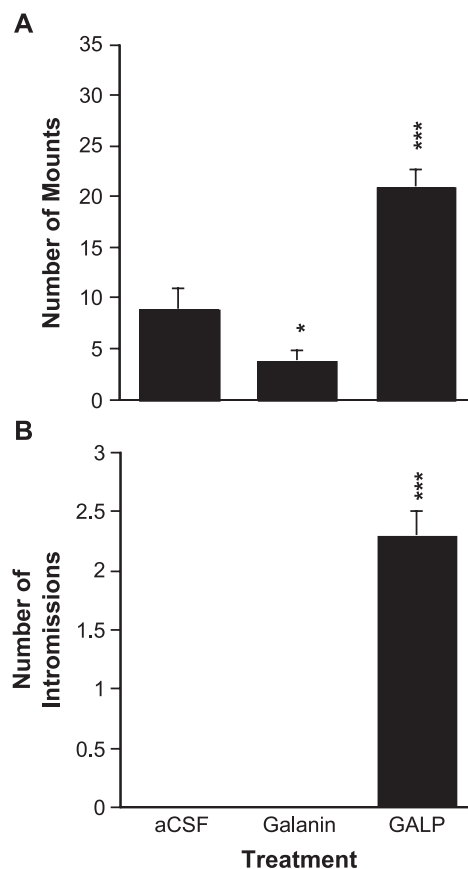 A
Number of Mounts
35
30
25
20
15
10
5
0
*
***
B
Number of
Intromissions
3
2.5
2
1.5
1
0.5
0
***
aCSF Galanin GALP
Treatment